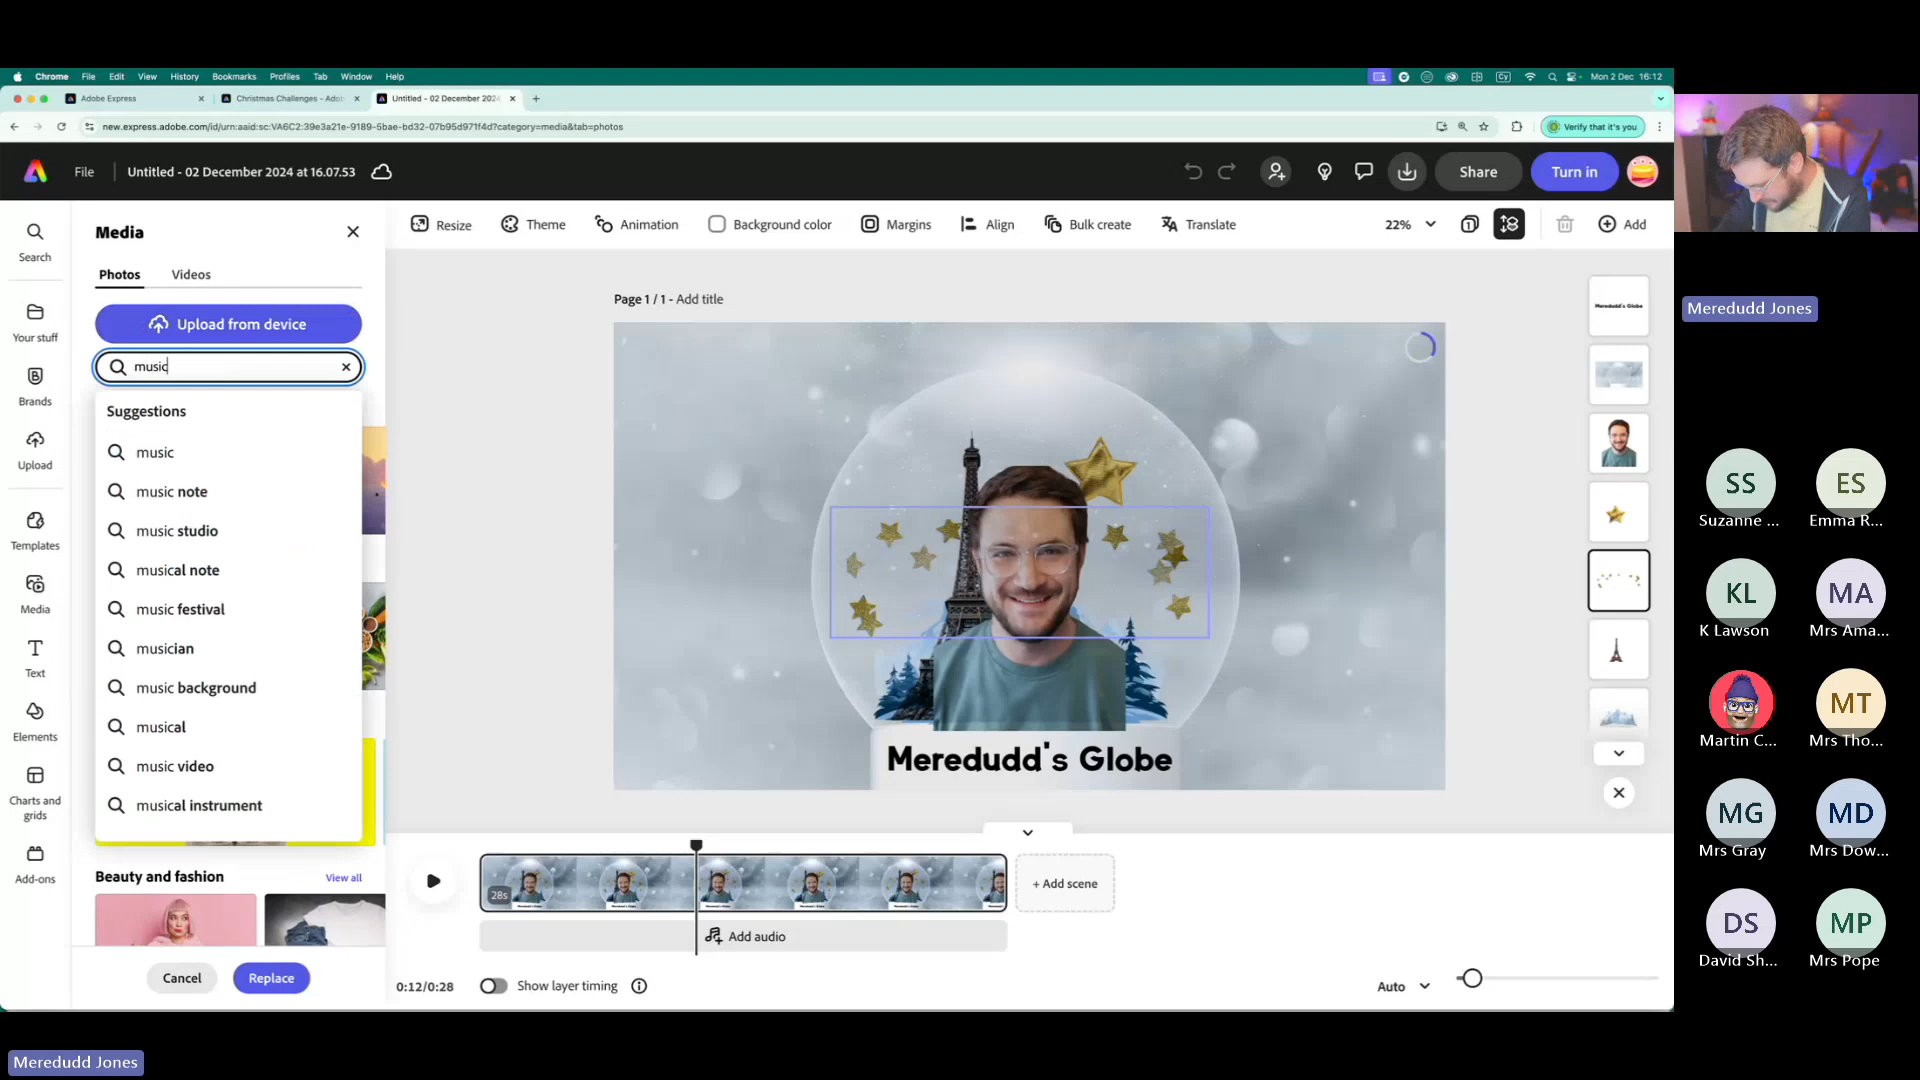 Chrome File Edit View History Bookmarks Profiles Tab Window Help
Cy
Mon 2 Dec 16:12
Adobe Express
Christmas Challenges - Adob
Untitled - 02 December 2024
new.express.adobe.com/id/urn:aaid:sc:VA6C2:39e3a21e-9189-5bae-bd32-07b95d971f4d?category=media&tab=photos
Verify that it's you
File
Untitled - 02 December 2024 at 16.07.53
Share
Turn in
Search
Your stuff
Brands
Upload
Templates
Media
Text
Elements
Charts and grids
Add-ons
Media
Photos
Videos
Upload from device
music
Suggestions
music
music note
music studio
musical note
music festival
musician
music background
musical
music video
musical instrument
Beauty and fashion
View all
Cancel
Replace
Resize
Theme
Animation
Background color
Margins
Align
Bulk create
Translate
22%
1
Add
Page 1 / 1 - Add title
Meredudd's Globe
Meredudd's Globe
28s
+ Add scene
Add audio
0:12/0:28
Show layer timing
Auto
Meredudd Jones
SS
Suzanne ...
ES
Emma R...
KL
K Lawson
MA
Mrs Ama...
Martin C...
MT
Mrs Tho...
MG
Mrs Gray
MD
Mrs Dow...
DS
David Sh...
MP
Mrs Pope
Meredudd Jones